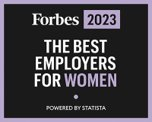 Forbes 2023
THE BEST
EMPLOYERS
FOR WOMEN
POWERED BY STATISTA